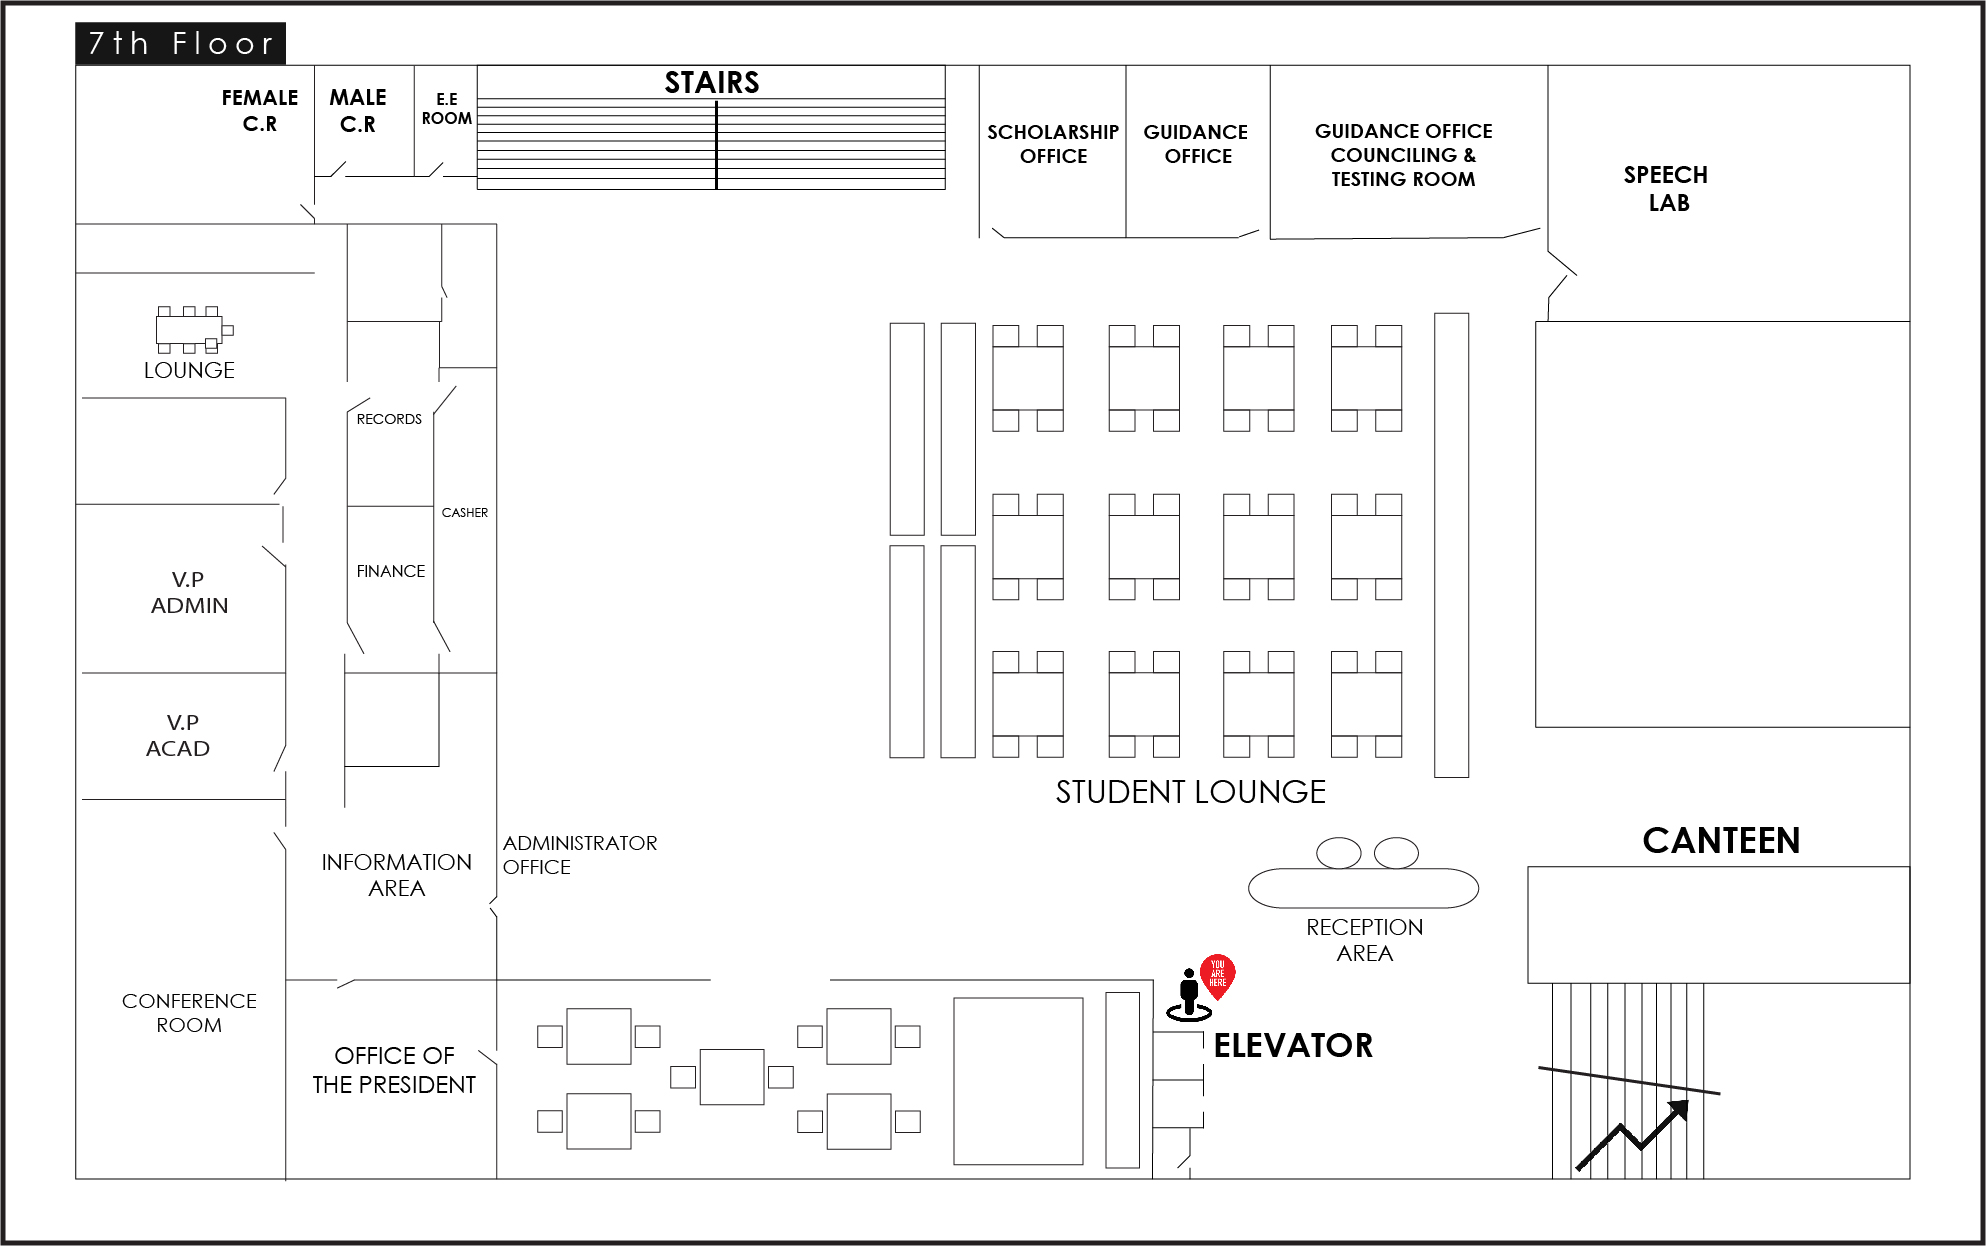 7th Floor
FEMALE
C.R
MALE
C.R
E.E
ROOM
STAIRS
SCHOLARSHIP
OFFICE
GUIDANCE
OFFICE
GUIDANCE OFFICE
COUNCILING &
TESTING ROOM
SPEECH
LAB
LOUNGE
RECORDS
CASHER
FINANCE
V.P
ADMIN
V.P
ACAD
STUDENT LOUNGE
CANTEEN
INFORMATION
AREA
ADMINISTRATOR
OFFICE
RECEPTION
AREA
YOU
ARE
HERE
CONFERENCE
ROOM
OFFICE OF
THE PRESIDENT
ELEVATOR